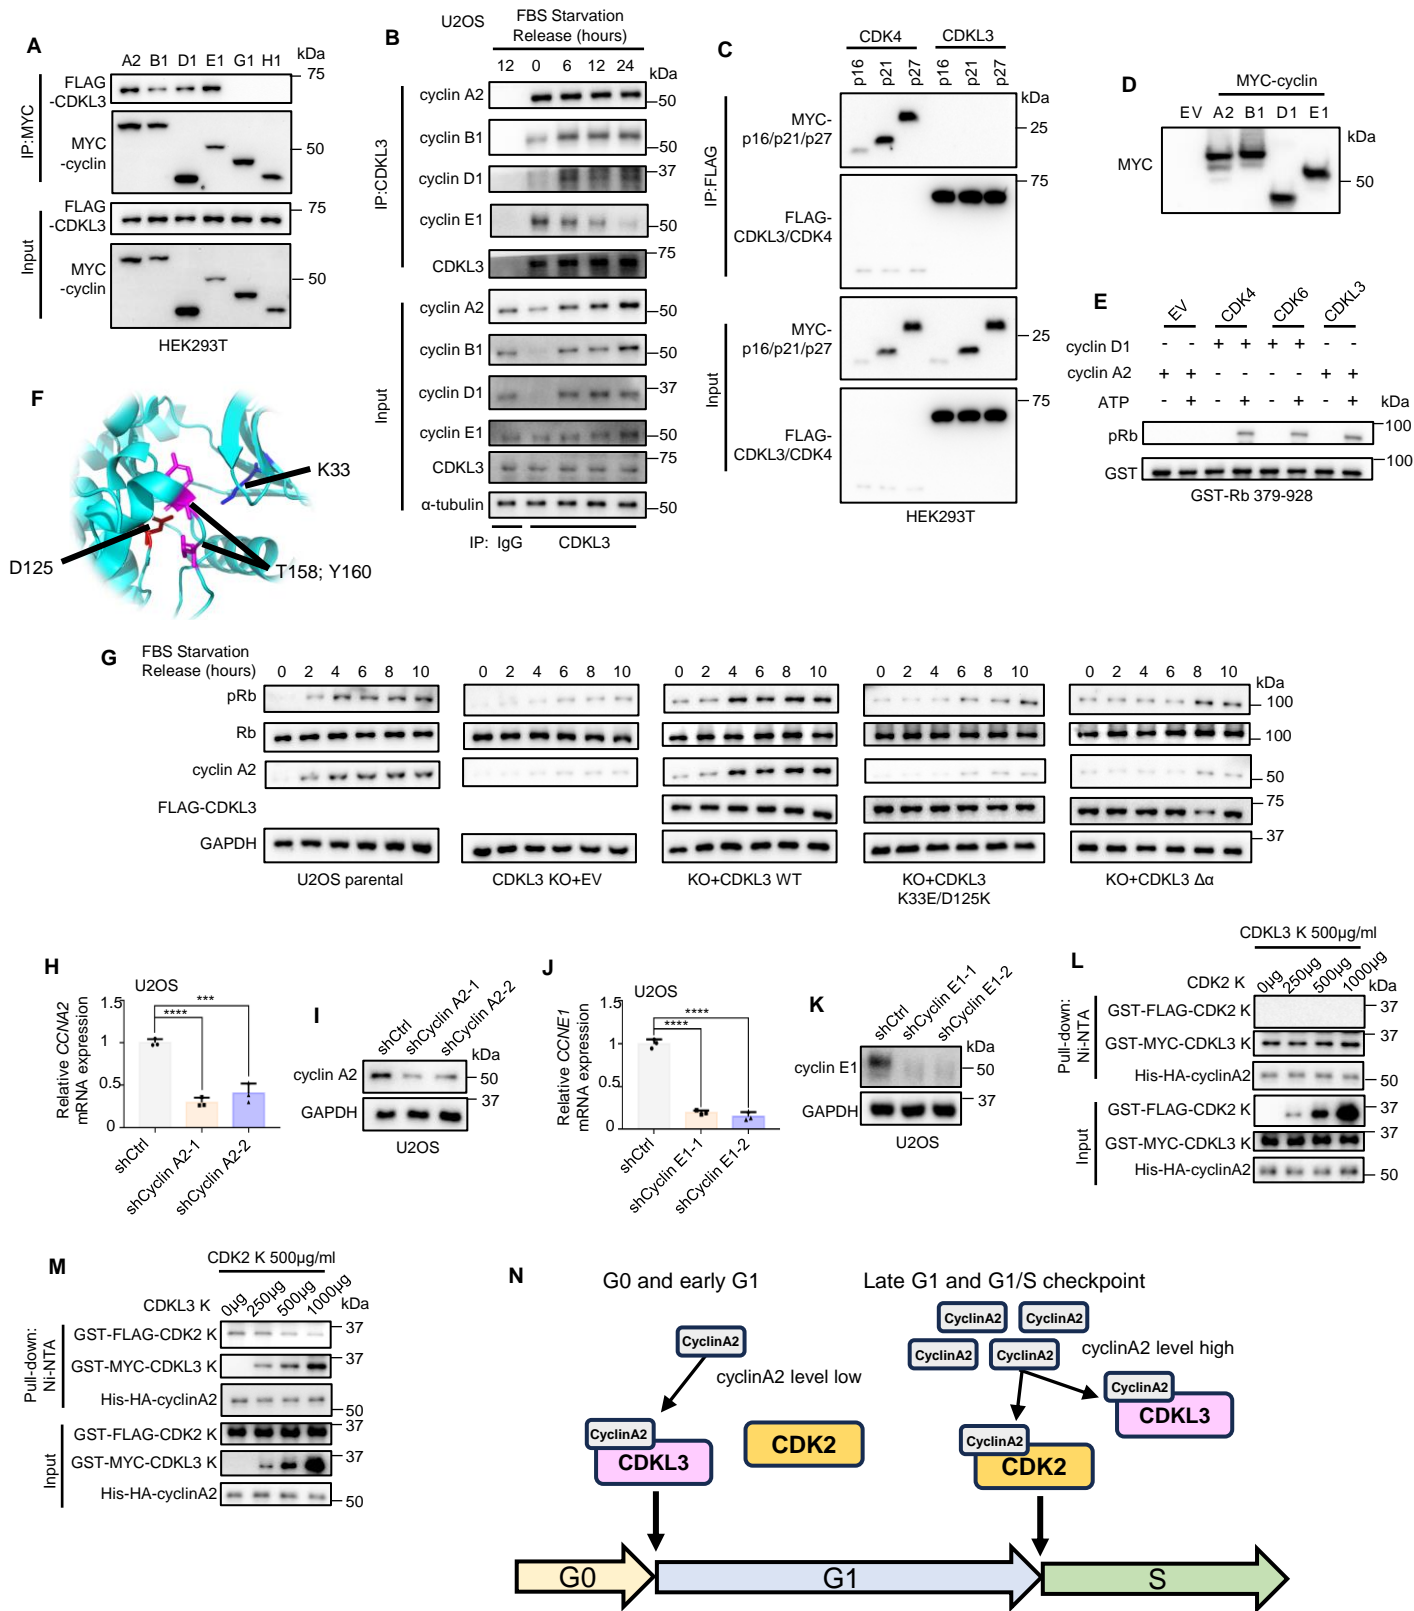 A
A2 B1 D1 E1 G1 H1
kDa
IP:MYC
FLAG
-CDKL3
75
MYC
-cyclin
50
Input
FLAG
-CDKL3
75
MYC
-cyclin
50
HEK293T
B
U2OS
FBS Starvation
Release (hours)
12 0 6 12 24
kDa
IP:CDKL3
cyclin A2
50
cyclin B1
50
cyclin D1
37
cyclin E1
50
CDKL3
75
Input
cyclin A2
50
cyclin B1
50
cyclin D1
37
cyclin E1
50
CDKL3
75
α-tubulin
50
IP: IgG CDKL3
C
CDK4 CDKL3
p16 p21 p27 p16 p21 p27
kDa
IP:FLAG
MYC-
p16/p21/p27
25
75
FLAG-
CDKL3/CDK4
Input
MYC-
p16/p21/p27
25
75
FLAG-
CDKL3/CDK4
HEK293T
D
MYC-cyclin
EV A2 B1 D1 E1
kDa
MYC
50
E
EV CDK4 CDK6 CDKL3
cyclin D1 - - + + + + - -
cyclin A2 + + - - - - + +
ATP - + - + - + - +
kDa
pRb
100
GST
100
GST-Rb 379-928
F
K33
D125
T158; Y160
G
FBS Starvation
Release (hours)
0 2 4 6 8 10 0 2 4 6 8 10 0 2 4 6 8 10 0 2 4 6 8 10 0 2 4 6 8 10
kDa
pRb
100
Rb
100
cyclin A2
50
FLAG-CDKL3
75
GAPDH
37
U2OS parental
CDKL3 KO+EV
KO+CDKL3 WT
KO+CDKL3
K33E/D125K
KO+CDKL3 Δα
H
U2OS
Relative CCNA2
mRNA expression
1.5
1
0.5
0
****
***
shCtrl
shCyclin A2-1
shCyclin A2-2
I
shCtrl
shCyclin A2-1
shCyclin A2-2
kDa
cyclin A2
50
37
GAPDH
U2OS
J
U2OS
Relative CCNE1
mRNA expression
1.5
1
0.5
0
****
****
shCtrl
shCyclin E1-1
shCyclin E1-2
K
shCtrl
shCyclin E1-1
shCyclin E1-2
kDa
cyclin E1
50
37
GAPDH
U2OS
L
CDKL3 K 500μg/ml
CDK2 K 0μg 250μg 500μg 1000μg
kDa
Pull-down:
Ni-NTA
GST-FLAG-CDK2 K
37
GST-MYC-CDKL3 K
37
His-HA-cyclinA2
50
Input
GST-FLAG-CDK2 K
37
GST-MYC-CDKL3 K
37
His-HA-cyclinA2
50
M
CDK2 K 500μg/ml
CDKL3 K 0μg 250μg 500μg 1000μg
kDa
Pull-down:
Ni-NTA
GST-FLAG-CDK2 K
37
GST-MYC-CDKL3 K
37
His-HA-cyclinA2
50
Input
GST-FLAG-CDK2 K
37
GST-MYC-CDKL3 K
37
His-HA-cyclinA2
50
N
G0 and early G1
CyclinA2
cyclinA2 level low
CyclinA2
CDKL3
CDK2
Late G1 and G1/S checkpoint
CyclinA2 CyclinA2
CyclinA2 CyclinA2
cyclinA2 level high
CyclinA2
CDKL3
CyclinA2
CDK2
G0 G1 S